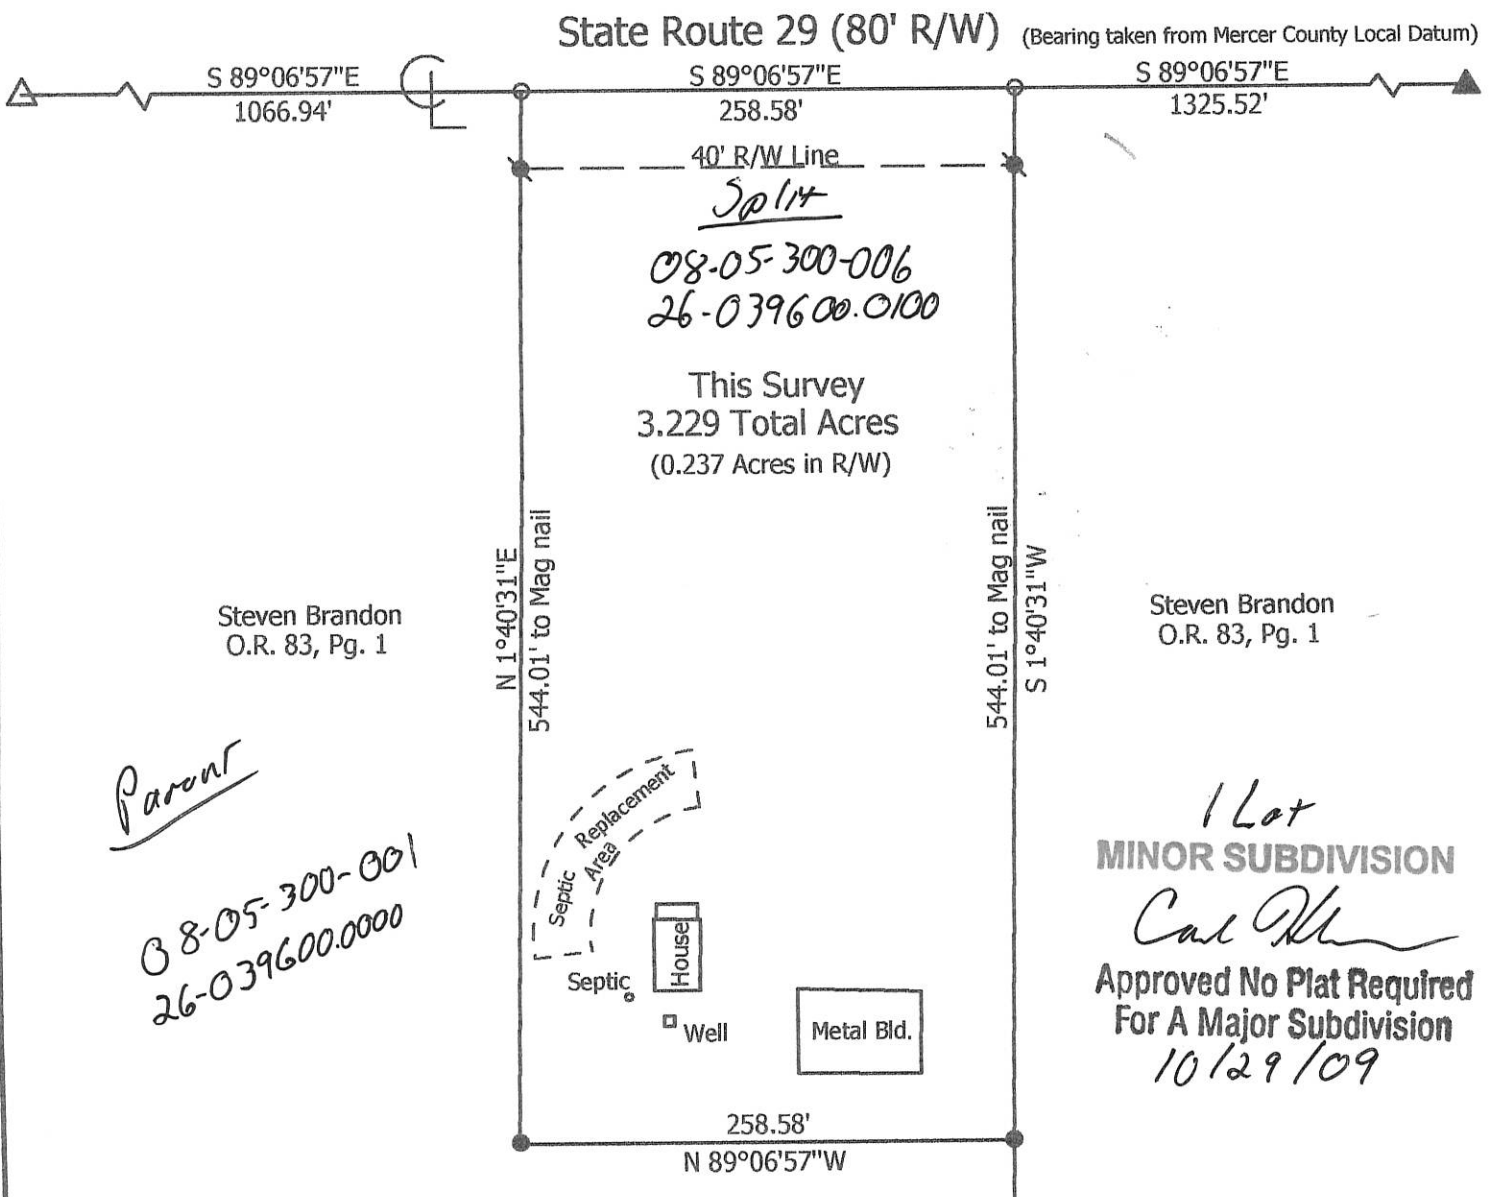 State Route 29 (80' R/W) (Bearing taken from Mercer County Local Datum)
S 89°06'57"E
1066.94'
S 89°06'57"E
258.58'
S 89°06'57"E
1325.52'
40' R/W Line
Split
08-05-300-006
26-039600.0100
This Survey
3.229 Total Acres
(0.237 Acres in R/W)
N 1°40'31"E
544.01' to Mag nail
544.01' to Mag nail
S 1°40'31"W
Steven Brandon
O.R. 83, Pg. 1
Steven Brandon
O.R. 83, Pg. 1
Parent
08-05-300-001
26-039600.0000
Septic Replacement
Area
House
Septic
Well
Metal Bld.
1 Lot
MINOR SUBDIVISION
Approved No Plat Required
For A Major Subdivision
10/29/09
258.58'
N 89°06'57"W